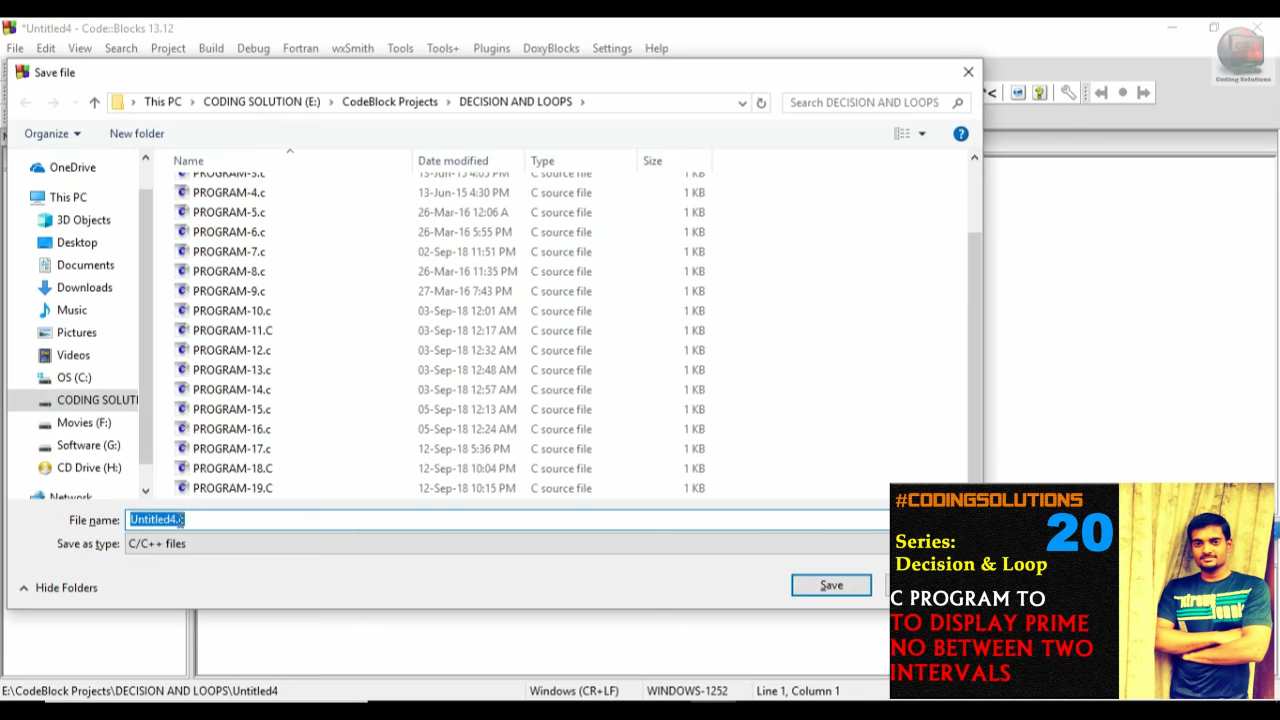 *Untitled4 - Code::Blocks 13.12
File Edit View Search Project Build Debug Fortran wxSmith Tools Tools+ Plugins DoxyBlocks Settings Help
Coding Solutions
Save file
This PC > CODING SOLUTION (E:) > CodeBlock Projects > DECISION AND LOOPS >
Search DECISION AND LOOPS
Organize New folder
Name Date modified Type Size
OneDrive
This PC
3D Objects
Desktop
Documents
Downloads
Music
Pictures
Videos
OS (C:)
CODING SOLUTI
Movies (F:)
Software (G:)
CD Drive (H:)
Network
PROGRAM-3.c 13-Jun-15 4:05 PM C source file 1 KB
PROGRAM-4.c 13-Jun-15 4:30 PM C source file 1 KB
PROGRAM-5.c 26-Mar-16 12:06 A C source file 1 KB
PROGRAM-6.c 26-Mar-16 5:55 PM C source file 1 KB
PROGRAM-7.c 02-Sep-18 11:51 PM C source file 1 KB
PROGRAM-8.c 26-Mar-16 11:35 PM C source file 1 KB
PROGRAM-9.c 27-Mar-16 7:43 PM C source file 1 KB
PROGRAM-10.c 03-Sep-18 12:01 AM C source file 1 KB
PROGRAM-11.C 03-Sep-18 12:17 AM C source file 1 KB
PROGRAM-12.c 03-Sep-18 12:32 AM C source file 1 KB
PROGRAM-13.c 03-Sep-18 12:48 AM C source file 1 KB
PROGRAM-14.c 03-Sep-18 12:57 AM C source file 1 KB
PROGRAM-15.c 05-Sep-18 12:13 AM C source file 1 KB
PROGRAM-16.c 05-Sep-18 12:24 AM C source file 1 KB
PROGRAM-17.c 12-Sep-18 5:36 PM C source file 1 KB
PROGRAM-18.C 12-Sep-18 10:04 PM C source file 1 KB
PROGRAM-19.C 12-Sep-18 10:15 PM C source file 1 KB
File name: Untitled4.c
Save as type: C/C++ files
Hide Folders
Save
#CODINGSOLUTIONS
20
Series:
Decision & Loop
C PROGRAM TO
TO DISPLAY PRIME
NO BETWEEN TWO
INTERVALS
E:\CodeBlock Projects\DECISION AND LOOPS\Untitled4 Windows (CR+LF) WINDOWS-1252 Line 1, Column 1